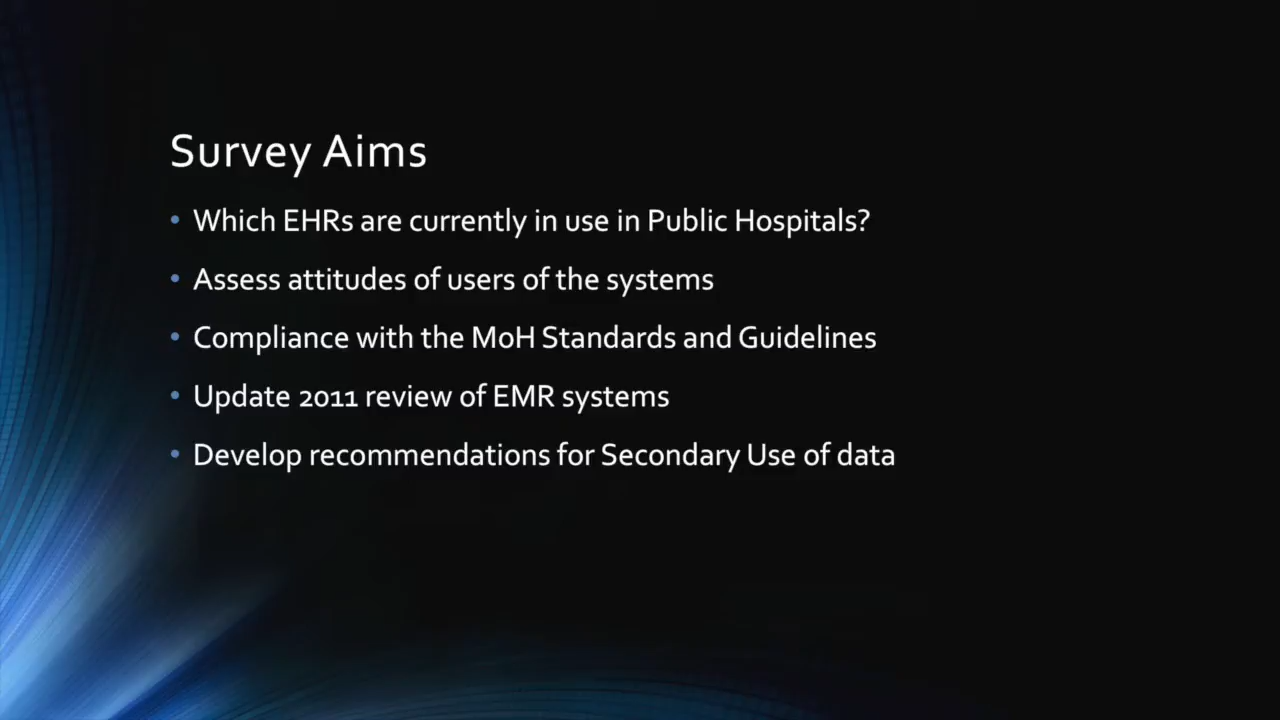 Survey Aims
• Which EHRs are currently in use in Public Hospitals?
• Assess attitudes of users of the systems
• Compliance with the MoH Standards and Guidelines
• Update 2011 review of EMR systems
• Develop recommendations for Secondary Use of data